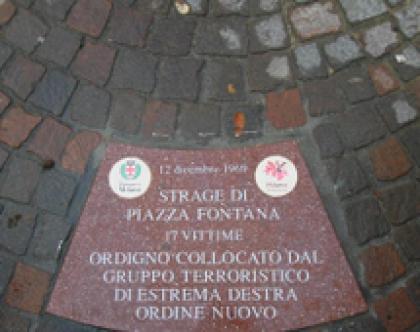 12 dicembre 1969
STRAGE DI
PIAZZA FONTANA
17 VITTIME
ORDIGNO COLLOCATO DAL
GRUPPO TERRORISTICO
DI ESTREMA DESTRA
ORDINE NUOVO